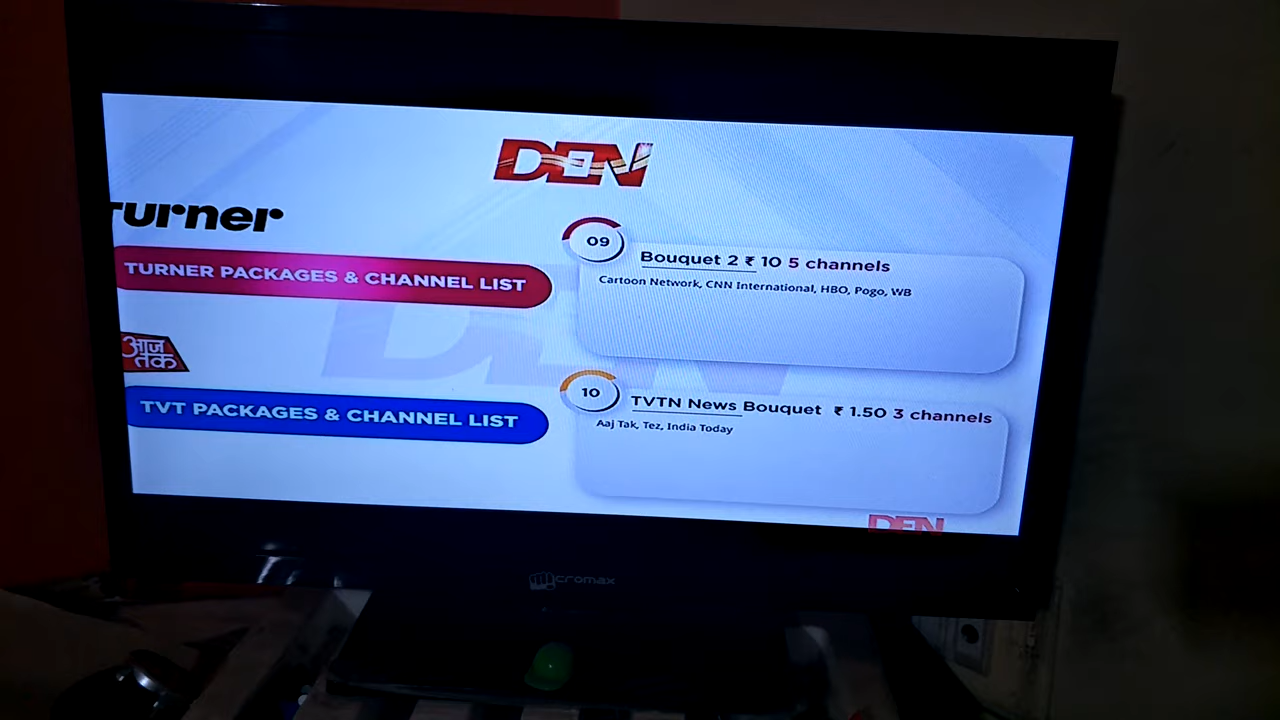 DEN
Turner
TURNER PACKAGES & CHANNEL LIST
09
Bouquet 2 ₹ 10 5 channels
Cartoon Network, CNN International, HBO, Pogo, WB
आज
तक
TVT PACKAGES & CHANNEL LIST
10
TVTN News Bouquet ₹ 1.50 3 channels
Aaj Tak, Tez, India Today
DEN
DEN
Micromax